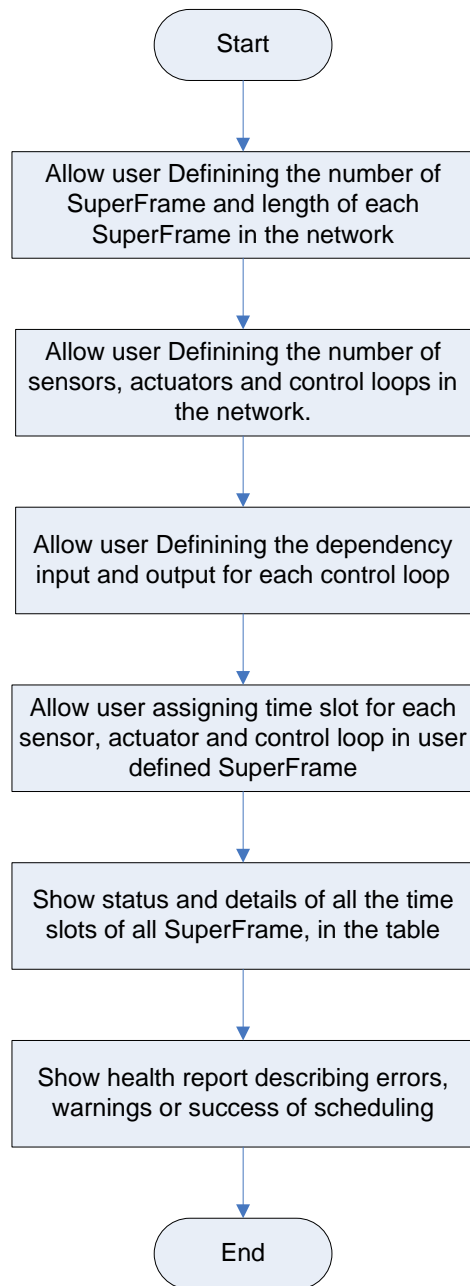 Start
Allow user Definining the number of
SuperFrame and length of each
SuperFrame in the network
Allow user Definining the number of
sensors, actuators and control loops in
the network.
Allow user Definining the dependency
input and output for each control loop
Allow user assigning time slot for each
sensor, actuator and control loop in user
defined SuperFrame
Show status and details of all the time
slots of all SuperFrame, in the table
Show health report describing errors,
warnings or success of scheduling
End